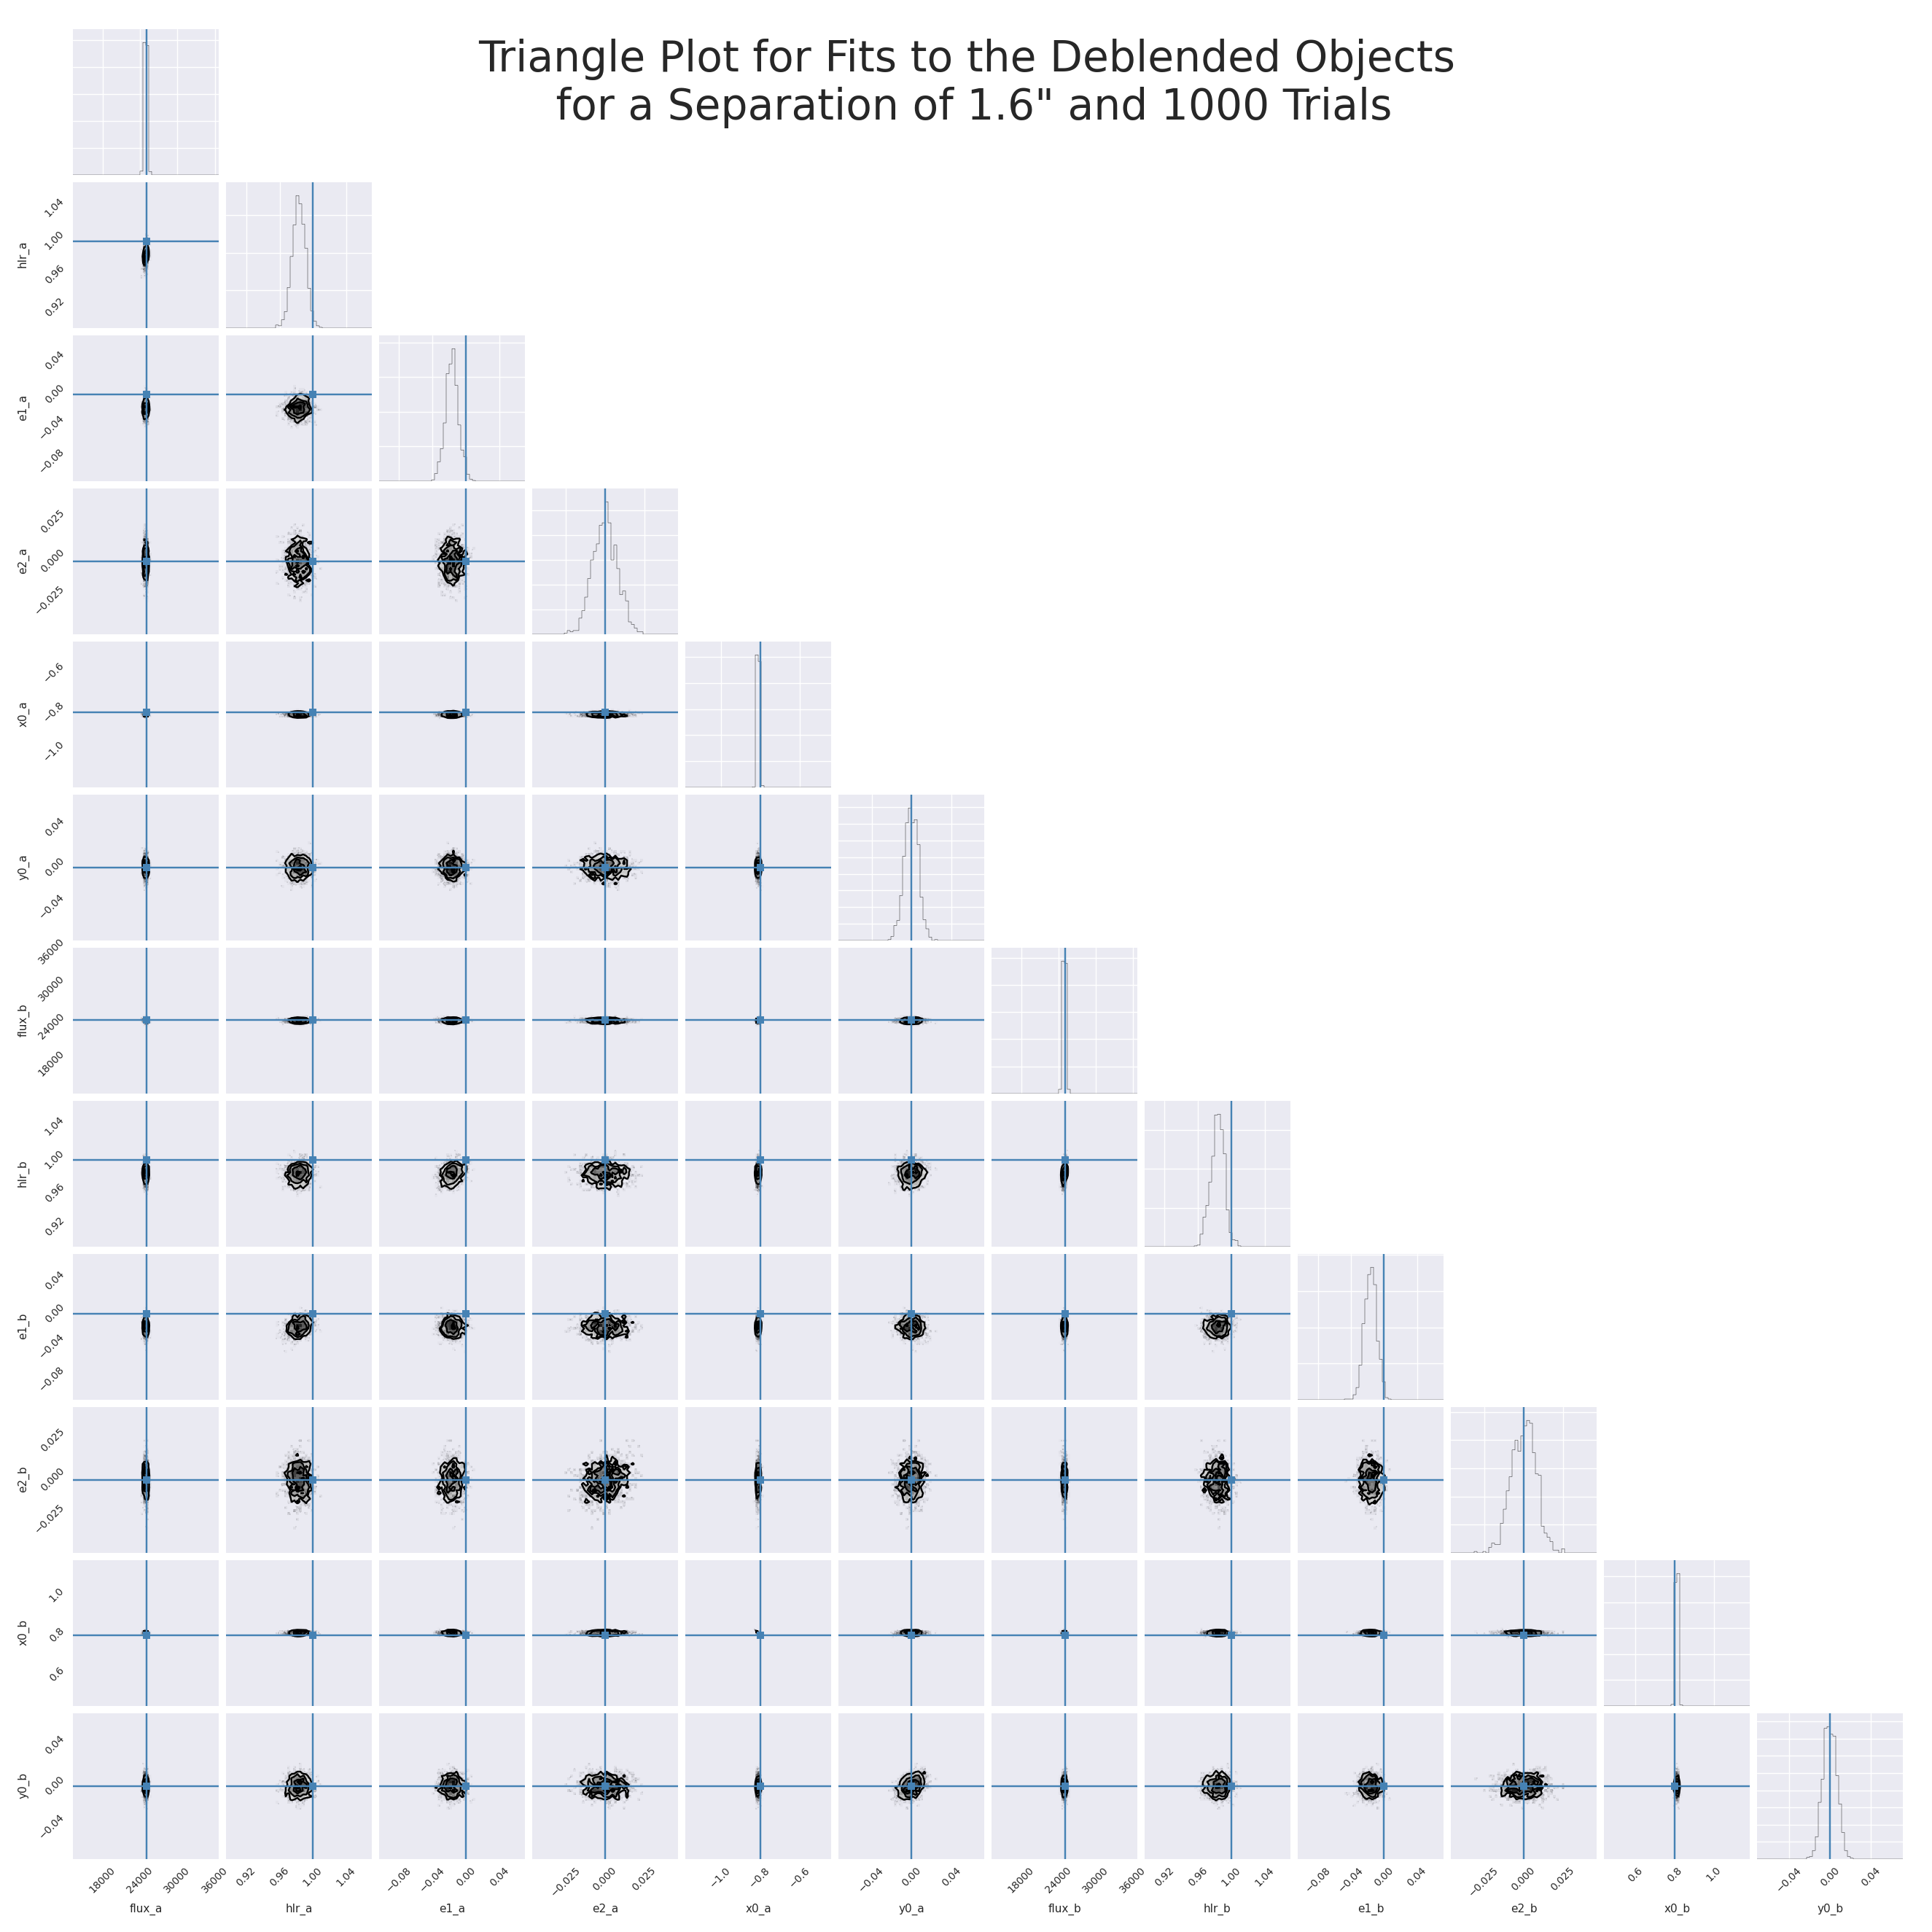 Triangle Plot for Fits to the Deblended Objects
for a Separation of 1.6" and 1000 Trials
hlr_a
1.04
1.00
0.96
0.92
e1_a
0.04
0.00
−0.04
−0.08
e2_a
0.025
0.000
−0.025
x0_a
−0.6
−0.8
−1.0
y0_a
0.04
0.00
−0.04
flux_b
36000
30000
24000
18000
hlr_b
1.04
1.00
0.96
0.92
e1_b
0.04
0.00
−0.04
−0.08
e2_b
0.025
0.000
−0.025
x0_b
1.0
0.8
0.6
y0_b
0.04
0.00
−0.04
18000 24000 30000 36000 0.92 0.96 1.00 1.04 −0.08 −0.04 0.00 0.04 −0.025 0.000 0.025 −1.0 −0.8 −0.6 −0.04 0.00 0.04 18000 24000 30000 36000 0.92 0.96 1.00 1.04 −0.08 −0.04 0.00 0.04 −0.025 0.000 0.025 0.6 0.8 1.0 −0.04 0.00 0.04
flux_a hlr_a e1_a e2_a x0_a y0_a flux_b hlr_b e1_b e2_b x0_b y0_b